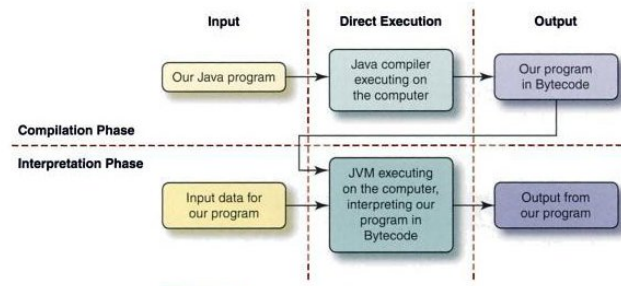 Input
Direct Execution
Output
Our Java program
Java compiler
executing on
the computer
Our program
in Bytecode
Compilation Phase
Interpretation Phase
Input data for
our program
JVM executing
on the computer,
interpreting our
program in
Bytecode
Output from
our program